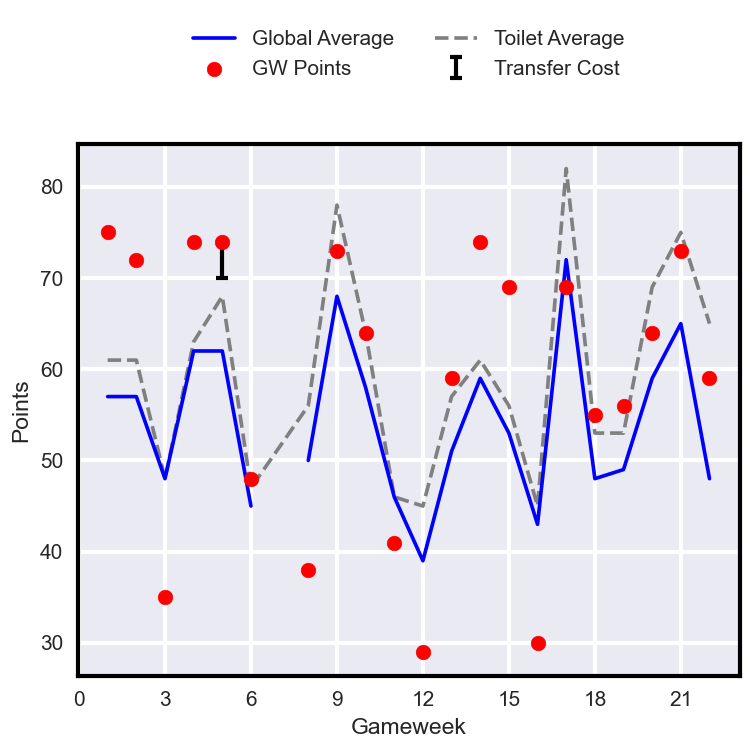 Global Average
Toilet Average
GW Points
Transfer Cost
80
70
60
50
40
30
Points
0 3 6 9 12 15 18 21
Gameweek